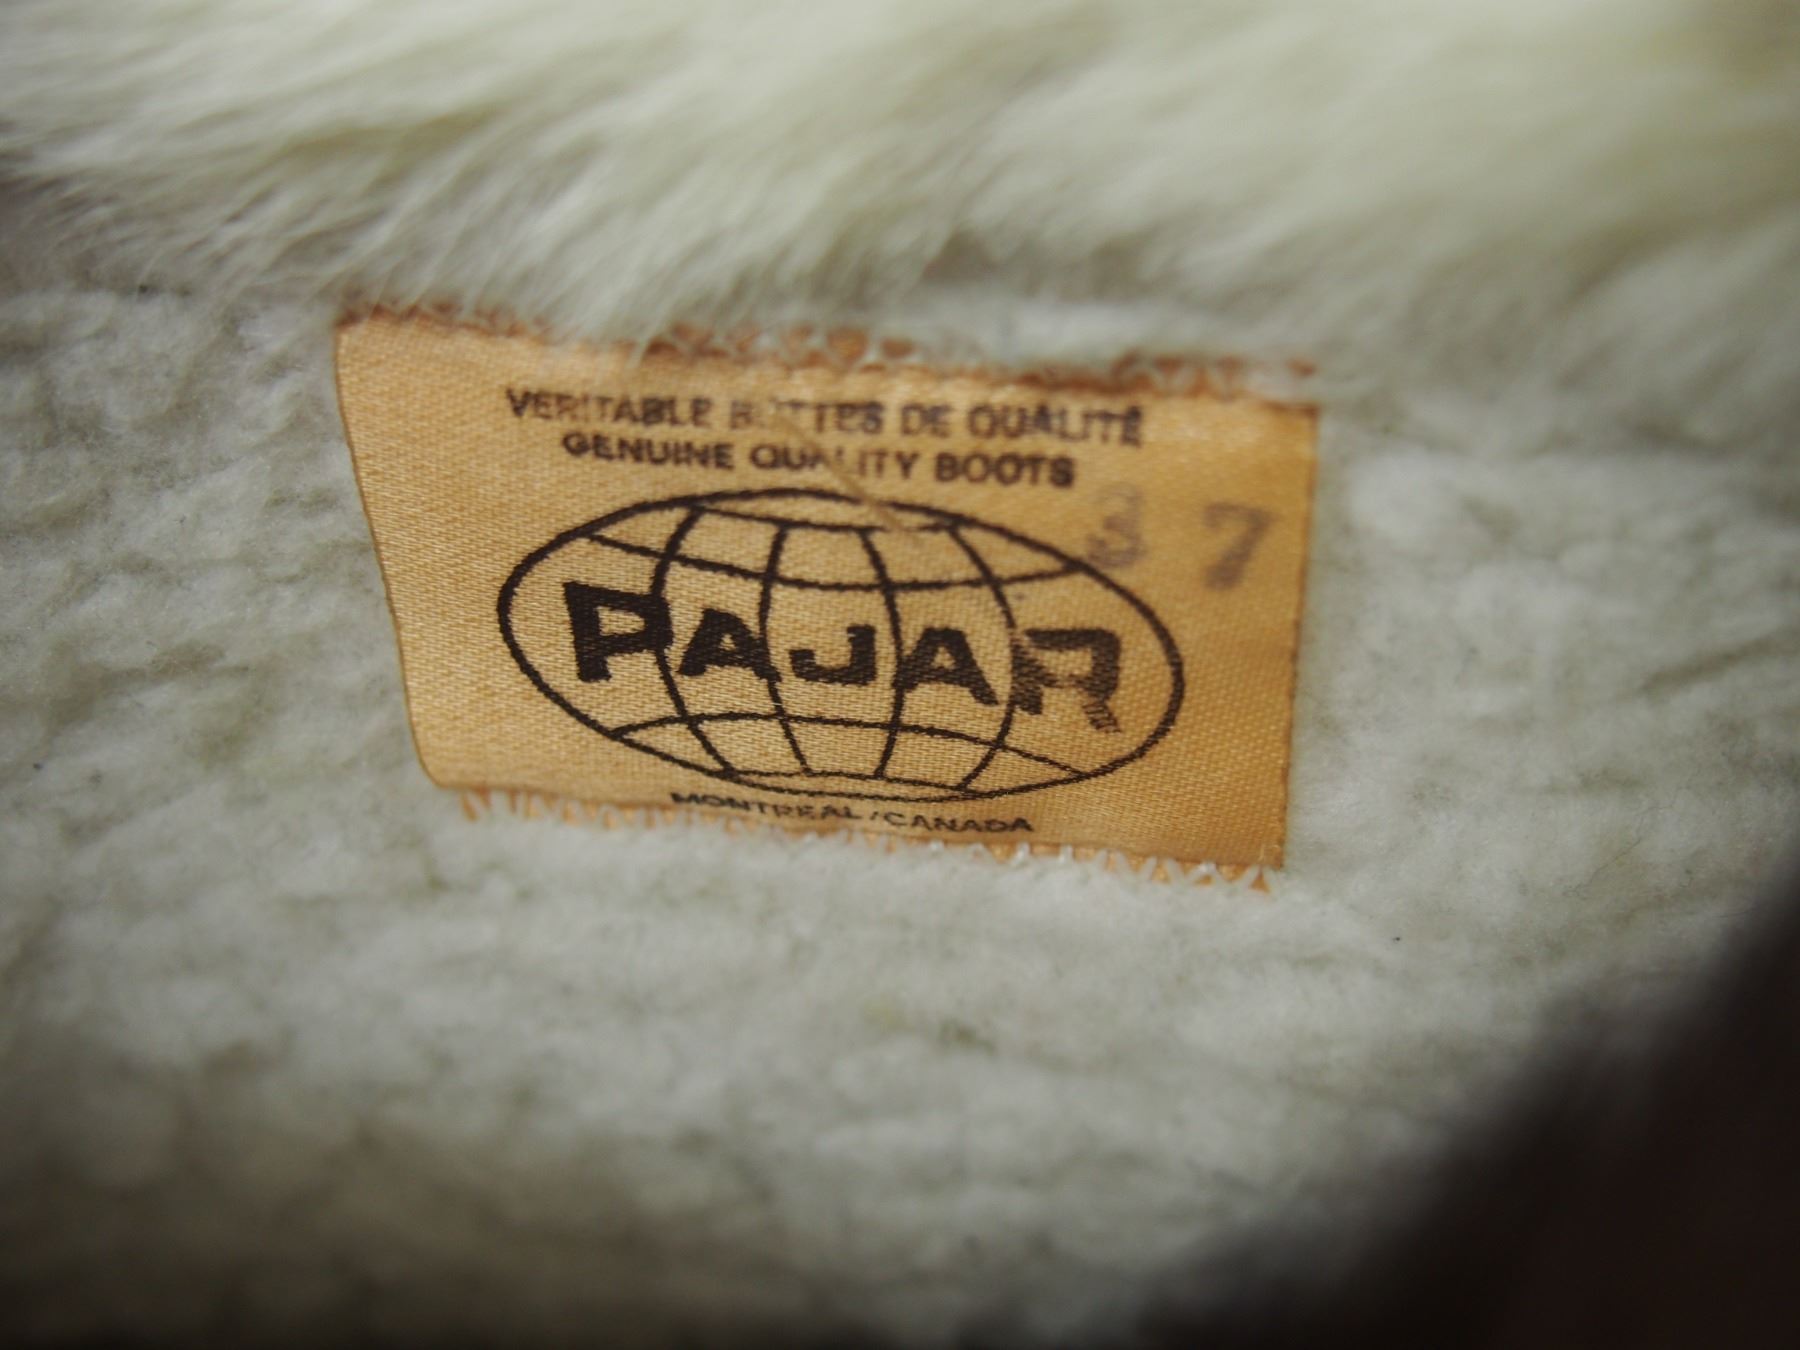 VERITABLE BOTTES DE QUALITÉ
GENUINE QUALITY BOOTS
37
PAJAR
MONTREAL/CANADA